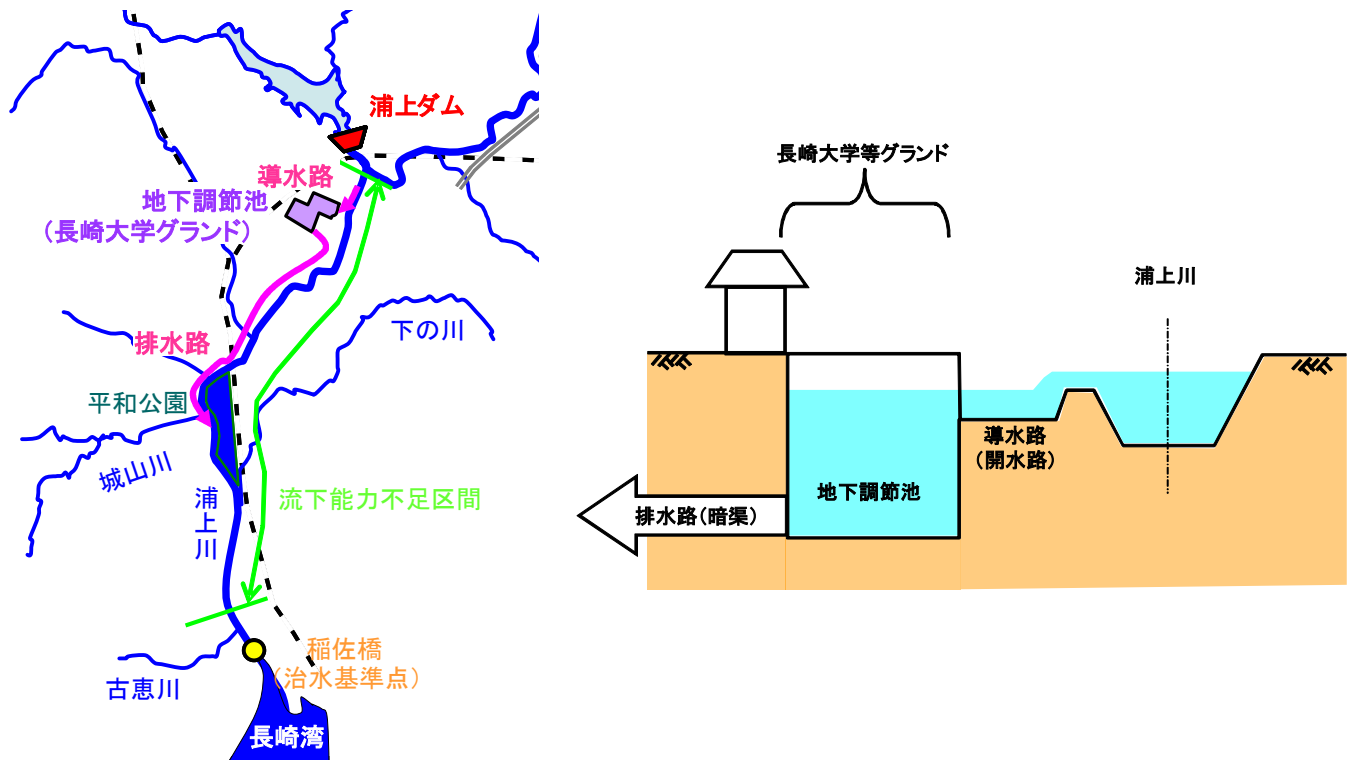 浦上ダム
導水路
地下調節池
（長崎大学グランド）
下の川
排水路
平和公園
城山川
浦上川
流下能力不足区間
稲佐橋
（治水基準点）
古恵川
長崎湾
長崎大学等グランド
浦上川
導水路
（開水路）
地下調節池
排水路（暗渠）